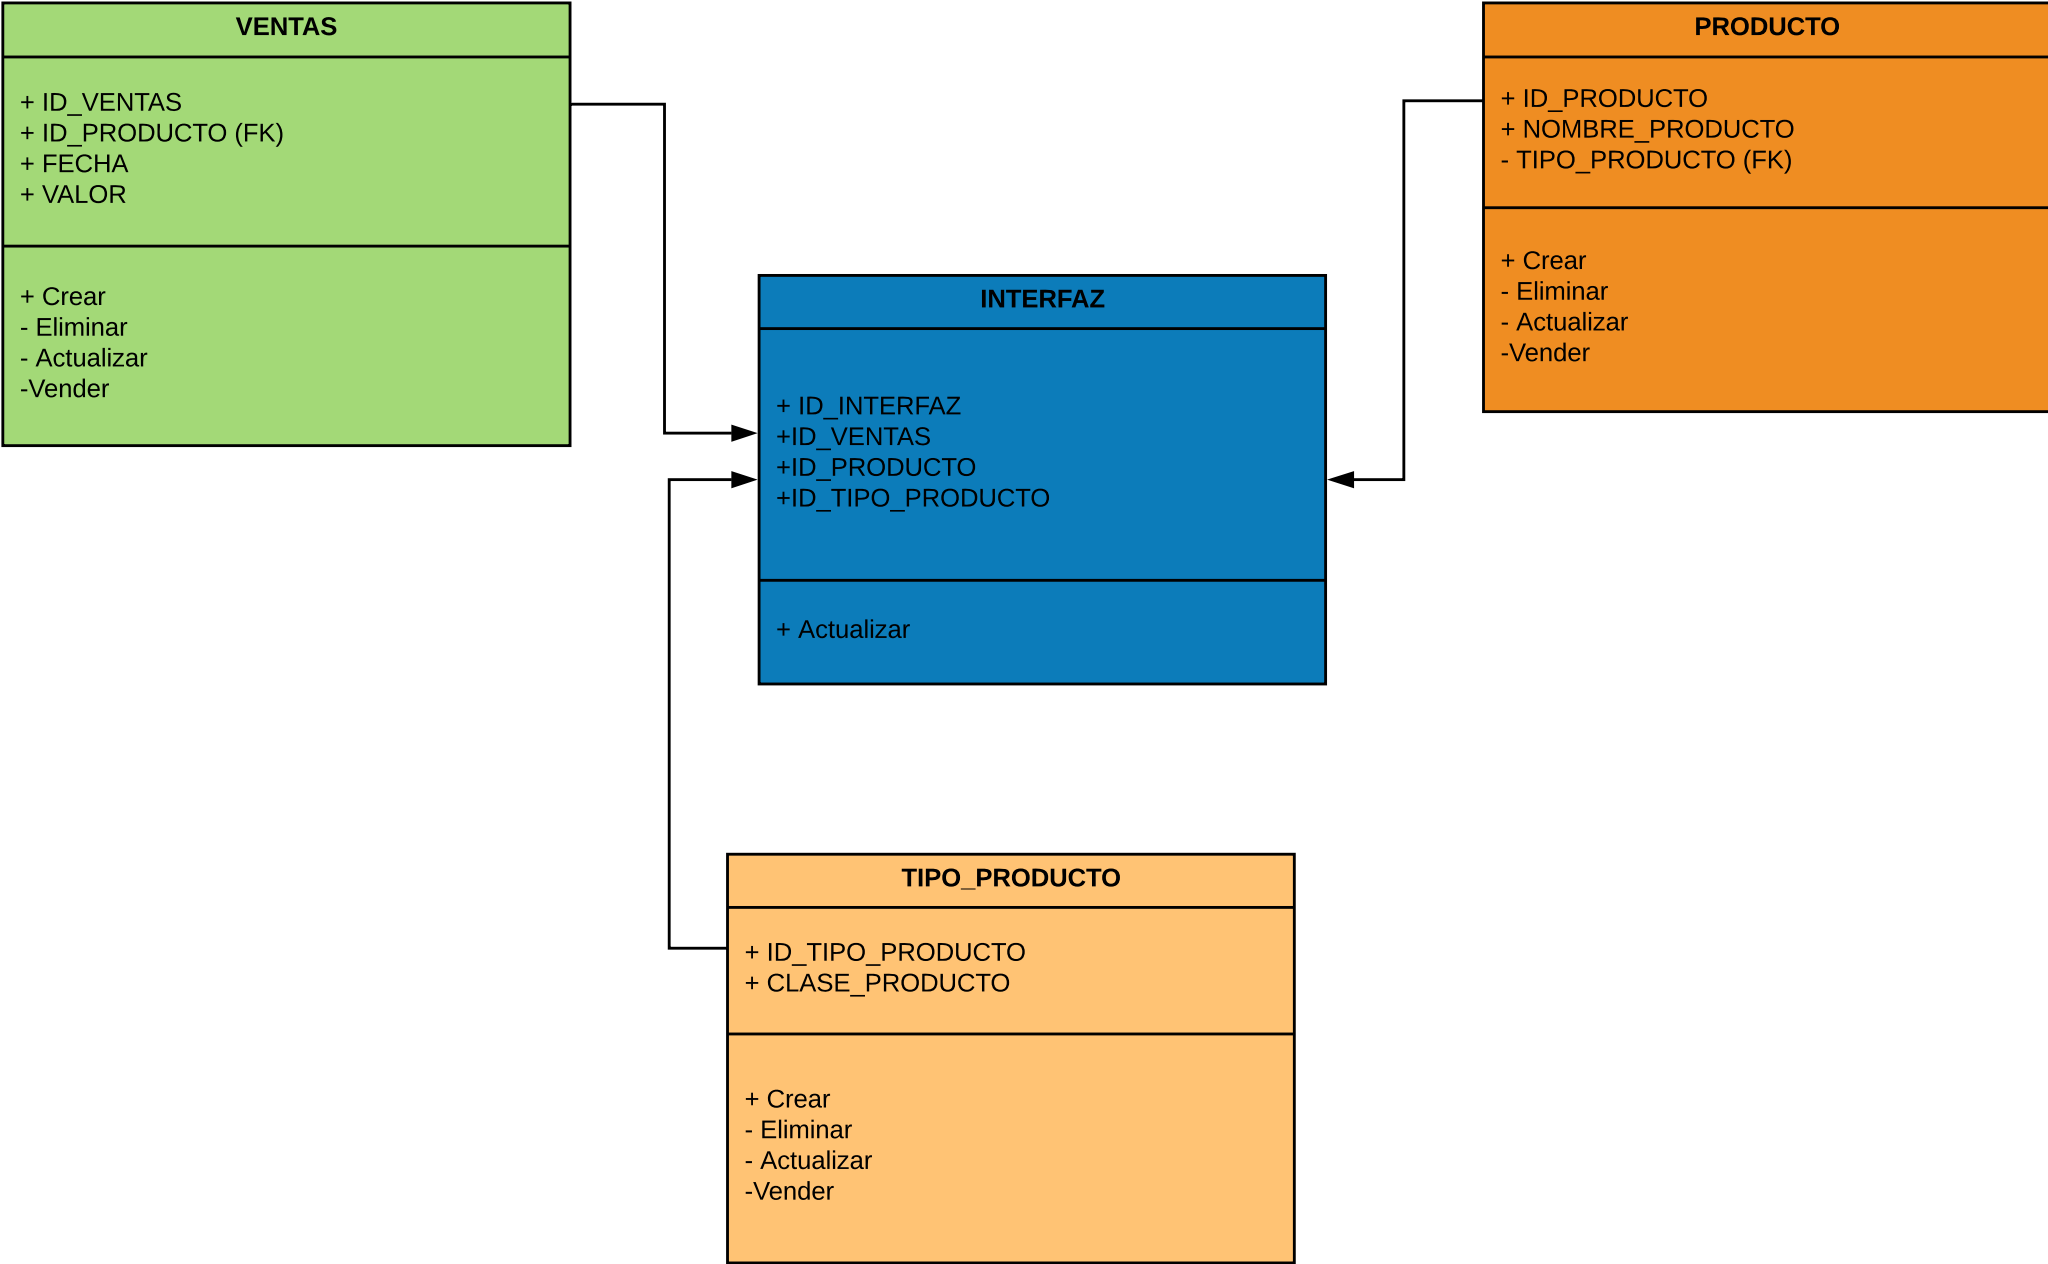 VENTAS
+ ID_VENTAS
+ ID_PRODUCTO (FK)
+ FECHA
+ VALOR
+ Crear
- Eliminar
- Actualizar
-Vender
PRODUCTO
+ ID_PRODUCTO
+ NOMBRE_PRODUCTO
- TIPO_PRODUCTO (FK)
+ Crear
- Eliminar
- Actualizar
-Vender
INTERFAZ
+ ID_INTERFAZ
+ID_VENTAS
+ID_PRODUCTO
+ID_TIPO_PRODUCTO
+ Actualizar
TIPO_PRODUCTO
+ ID_TIPO_PRODUCTO
+ CLASE_PRODUCTO
+ Crear
- Eliminar
- Actualizar
-Vender